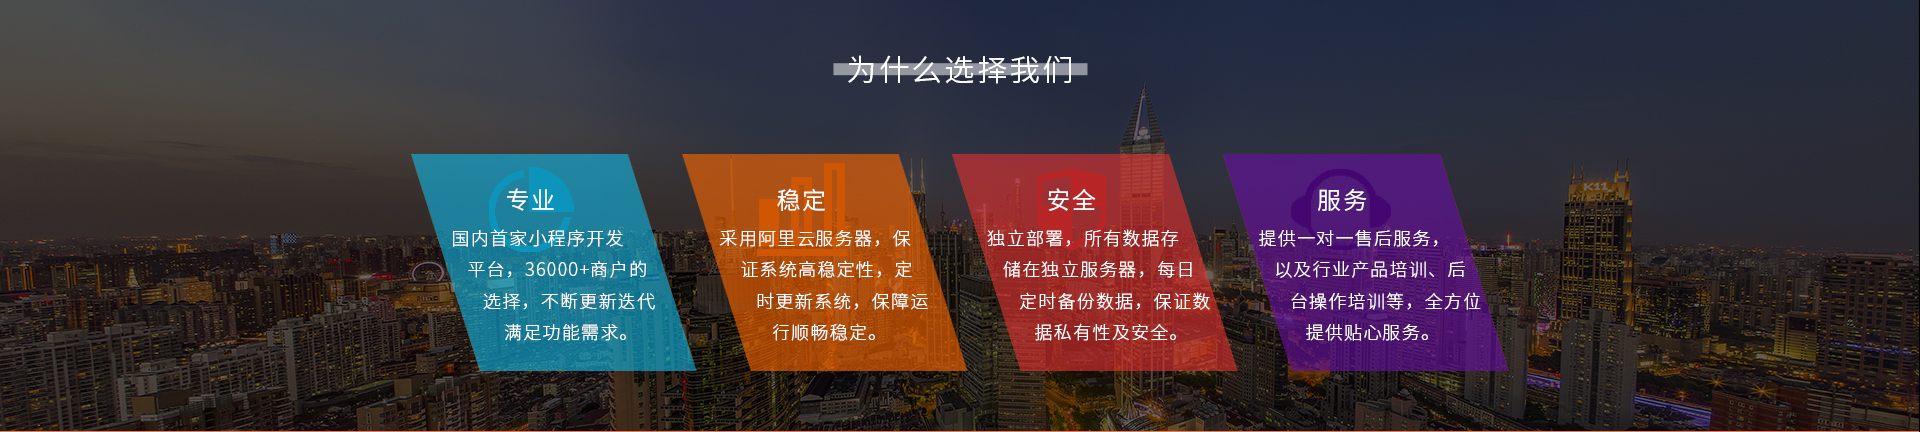 为什么选择我们
专业
国内首家小程序开发
平台，36000+商户的
选择，不断更新迭代
满足功能需求。
稳定
采用阿里云服务器，保
证系统高稳定性，定
时更新系统，保障运
行顺畅稳定。
安全
独立部署，所有数据存
储在独立服务器，每日
定时备份数据，保证数
据私有性及安全。
服务
提供一对一售后服务，
以及行业产品培训、后
台操作培训等，全方位
提供贴心服务。
K11